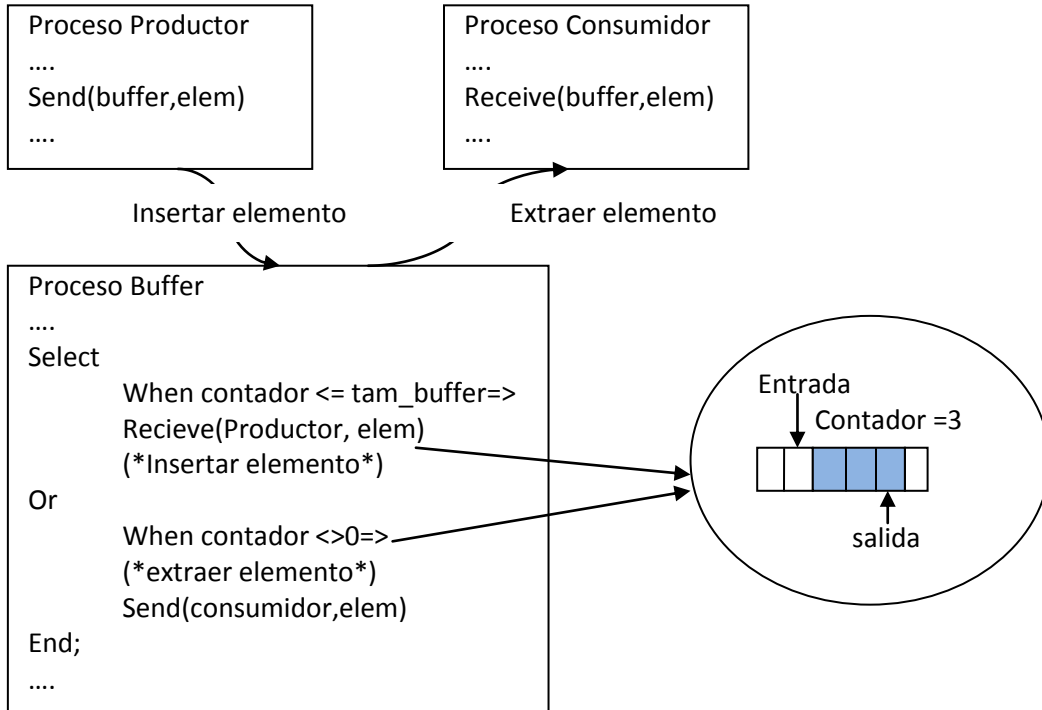 Proceso Productor
....
Send(buffer,elem)
....
Proceso Consumidor
....
Receive(buffer,elem)
....
Insertar elemento
Extraer elemento
Proceso Buffer
....
Select
When contador <= tam_buffer=>
Recieve(Productor, elem)
(*Insertar elemento*)
Or
When contador <>0=>
(*extraer elemento*)
Send(consumidor,elem)
End;
....
Entrada
Contador =3
salida